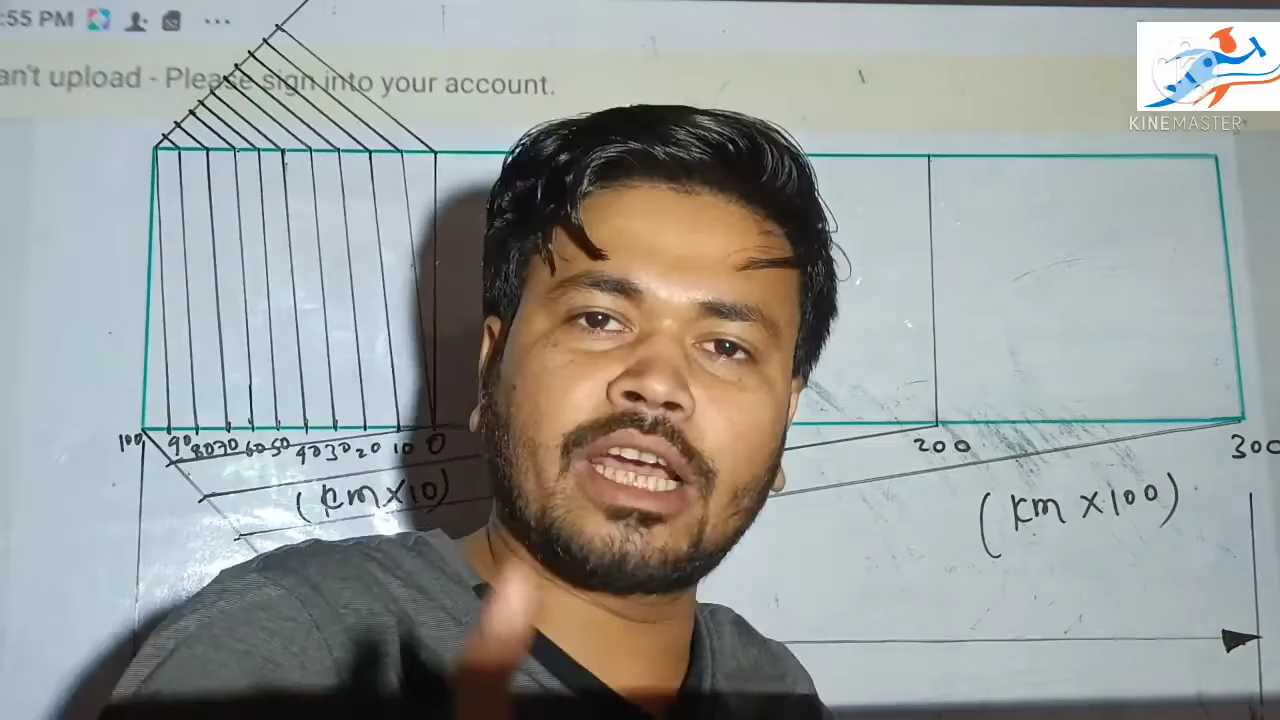 :55 PM
an't upload - Please sign into your account.
KINEMASTER
100 90 80 70 60 50 40 30 20 10 0 200 300
(km x 10) (km x 100)